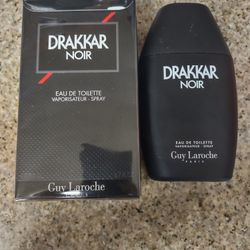 DRAKKAR
NOIR
EAU DE TOILETTE
VAPORISATEUR - SPRAY
Guy Laroche
DRAKKAR
NOIR
EAU DE TOILETTE
VAPORISATEUR - SPRAY
Guy Laroche
PARIS